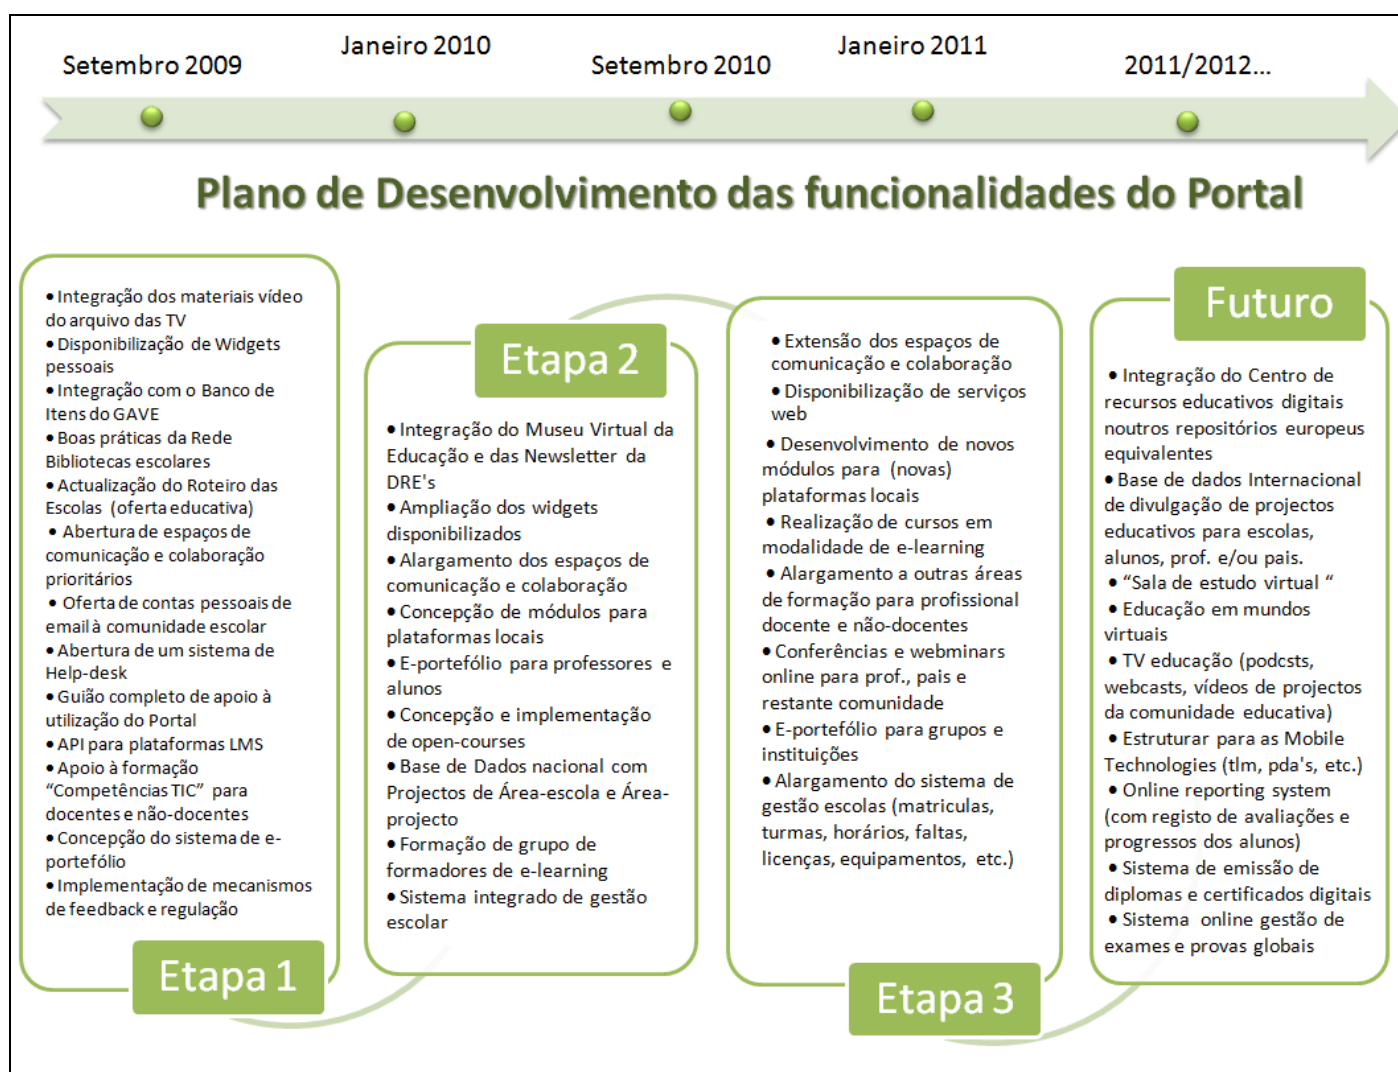 Setembro 2009
Janeiro 2010
Setembro 2010
Janeiro 2011
2011/2012...
Plano de Desenvolvimento das funcionalidades do Portal
• Integração dos materiais vídeo
do arquivo das TV
• Disponibilização de Widgets
pessoais
• Integração com o Banco de
Itens do GAVE
• Boas práticas da Rede
Bibliotecas escolares
• Actualização do Roteiro das
Escolas (oferta educativa)
• Abertura de espaços de
comunicação e colaboração
prioritários
• Oferta de contas pessoais de
email à comunidade escolar
• Abertura de um sistema de
Help-desk
• Guião completo de apoio à
utilização do Portal
• API para plataformas LMS
• Apoio à formação
“Competências TIC” para
docentes e não-docentes
• Concepção do sistema de e-
portefólio
• Implementação de mecanismos
de feedback e regulação
Etapa 1
Etapa 2
• Integração do Museu Virtual da
Educação e das Newsletter da
DRE's
• Ampliação dos widgets
disponibilizados
• Alargamento dos espaços de
comunicação e colaboração
• Concepção de módulos para
plataformas locais
• E-portefólio para professores e
alunos
• Concepção e implementação
de open-courses
• Base de Dados nacional com
Projectos de Área-escola e Área-
projecto
• Formação de grupo de
formadores de e-learning
• Sistema integrado de gestão
escolar
• Extensão dos espaços de
comunicação e colaboração
• Disponibilização de serviços
web
• Desenvolvimento de novos
módulos para (novas)
plataformas locais
• Realização de cursos em
modalidade de e-learning
• Alargamento a outras áreas
de formação para profissional
docente e não-docentes
• Conferências e webminars
online para prof., pais e
restante comunidade
• E-portefólio para grupos e
instituições
• Alargamento do sistema de
gestão escolas (matriculas,
turmas, horários, faltas,
licenças, equipamentos, etc.)
Etapa 3
Futuro
• Integração do Centro de
recursos educativos digitais
noutros repositórios europeus
equivalentes
• Base de dados Internacional
de divulgação de projectos
educativos para escolas,
alunos, prof. e/ou pais.
• “Sala de estudo virtual “
• Educação em mundos
virtuais
• TV educação (podcsts,
webcasts, vídeos de projectos
da comunidade educativa)
• Estruturar para as Mobile
Technologies (tlm, pda's, etc.)
• Online reporting system
(com registo de avaliações e
progressos dos alunos)
• Sistema de emissão de
diplomas e certificados digitais
• Sistema online gestão de
exames e provas globais